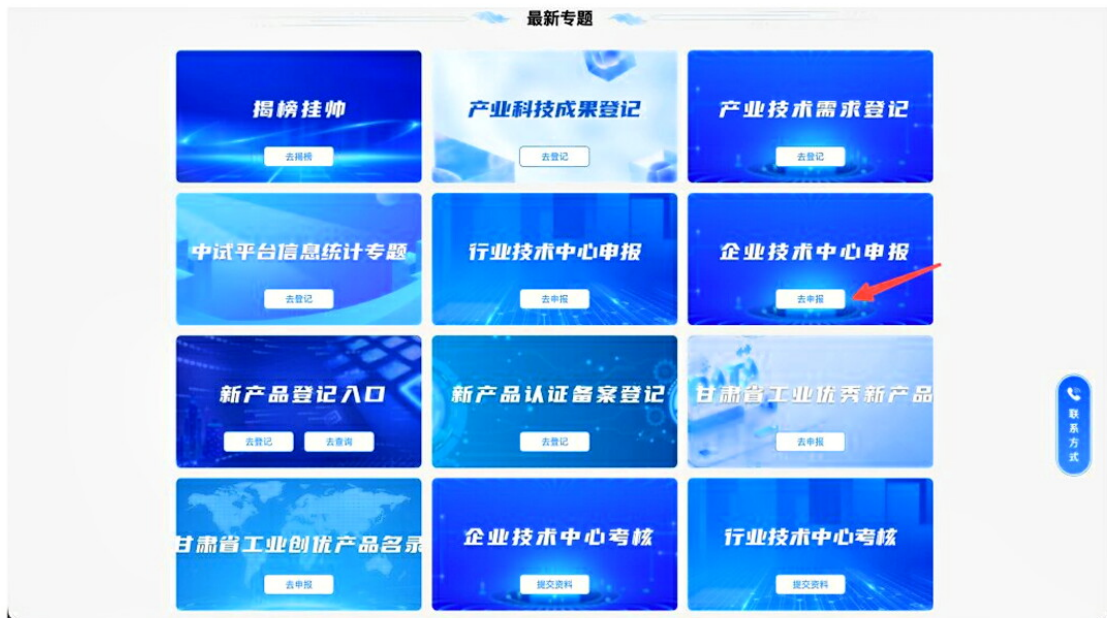 最新专题
揭榜挂帅
去揭榜
产业科技成果登记
去登记
产业技术需求登记
去登记
中试平台信息统计专题
去登记
行业技术中心申报
去申报
企业技术中心申报
去申报
新产品登记入口
去登记 去查询
新产品认证备案登记
去登记
甘肃省工业优秀新产品
去申报
甘肃省工业创优产品名录
去申报
企业技术中心考核
提交资料
行业技术中心考核
提交资料
联系方式